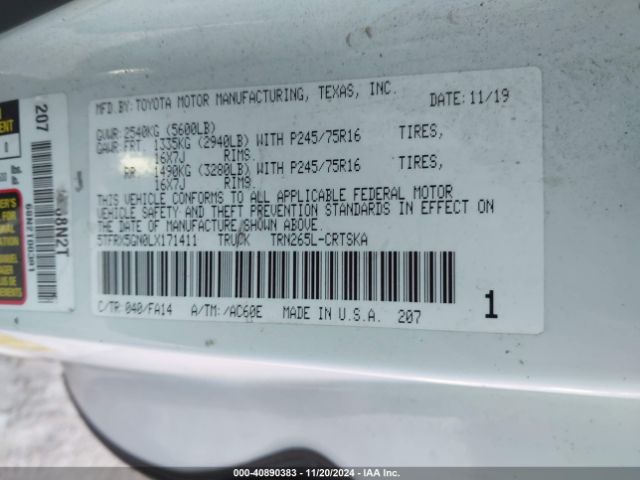 MFD.BY: TOYOTA MOTOR MANUFACTURING, TEXAS, INC.
DATE: 11/19
GVWR: 2540KG (5600LB)
GAWR: FRT. 1335KG (2940LB) WITH P245/75R16 TIRES,
16X7J RIMS.
RR 1490KG (3280LB) WITH P245/75R16 TIRES,
16X7J RIMS.
THIS VEHICLE CONFORMS TO ALL APPLICABLE FEDERAL MOTOR
VEHICLE SAFETY AND THEFT PREVENTION STANDARDS IN EFFECT ON
THE DATE OF MANUFACTURE SHOWN ABOVE.
5TFRX5GN0LX171411 TRUCK TRN265L-CRTSKA
C/TR: 040/FA14 A/TM: /AC60E MADE IN U.S.A. 207
1
207
00-40890383 - 11/20/2024 - IAA Inc.